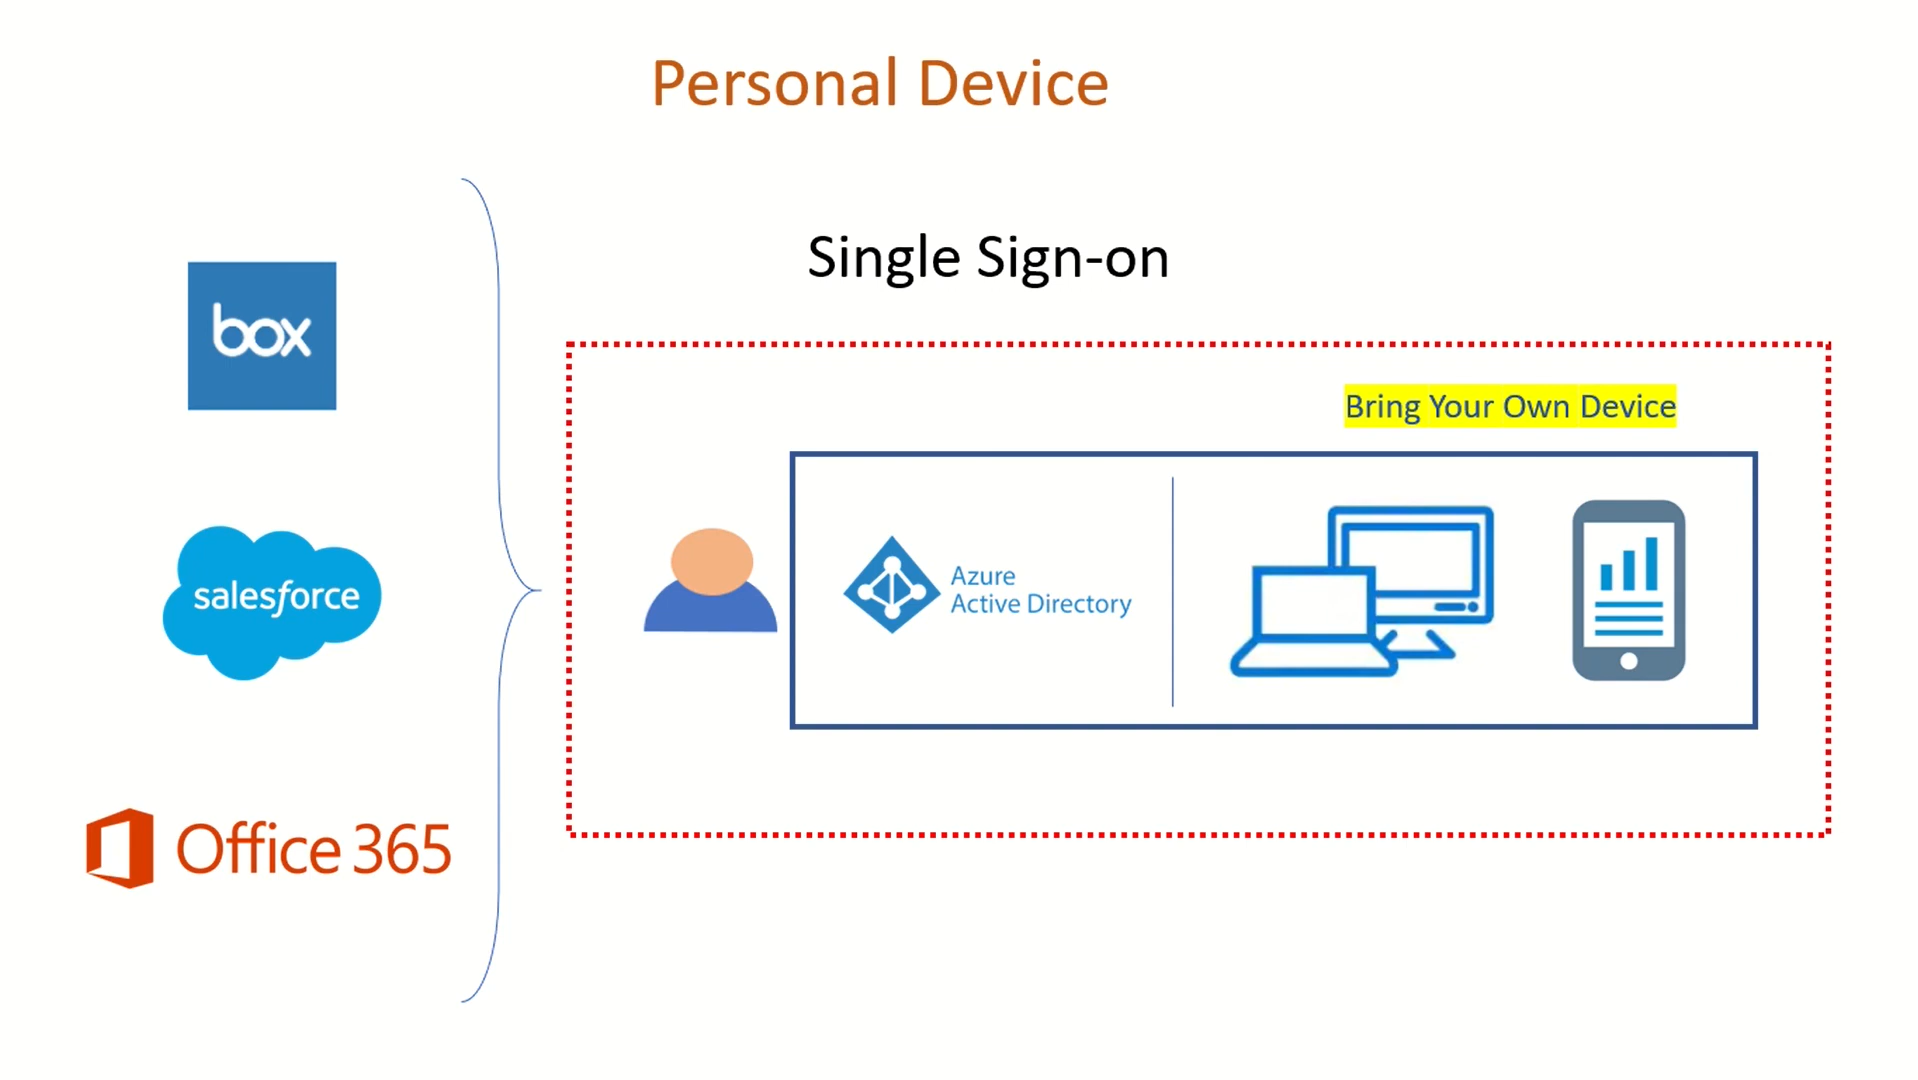 Personal Device
Single Sign-on
box
salesforce
Office 365
Bring Your Own Device
Azure
Active Directory